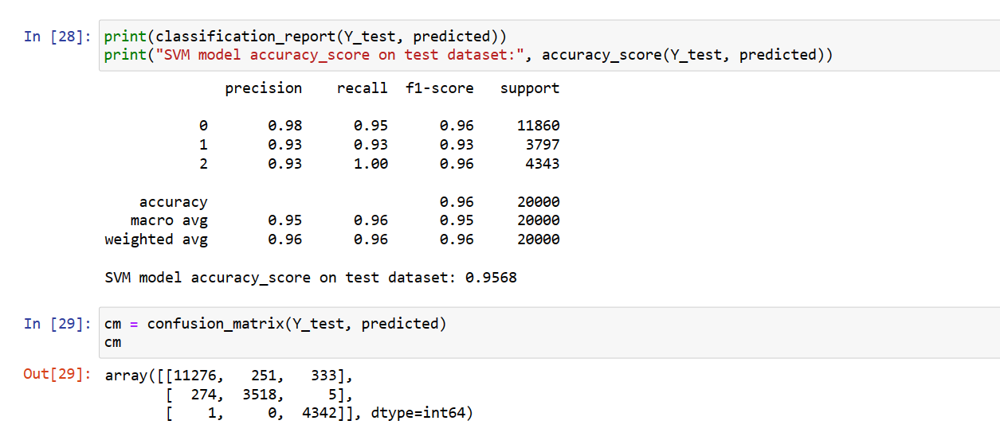 In [28]: print(classification_report(Y_test, predicted))
print("SVM model accuracy_score on test dataset:", accuracy_score(Y_test, predicted))
precision recall f1-score support
0 0.98 0.95 0.96 11860
1 0.93 0.93 0.93 3797
2 0.93 1.00 0.96 4343
accuracy 0.96 20000
macro avg 0.95 0.96 0.95 20000
weighted avg 0.96 0.96 0.96 20000
SVM model accuracy_score on test dataset: 0.9568
In [29]: cm = confusion_matrix(Y_test, predicted)
cm
Out[29]: array([[11276, 251, 333],
[ 274, 3518, 5],
[ 1, 0, 4342]], dtype=int64)